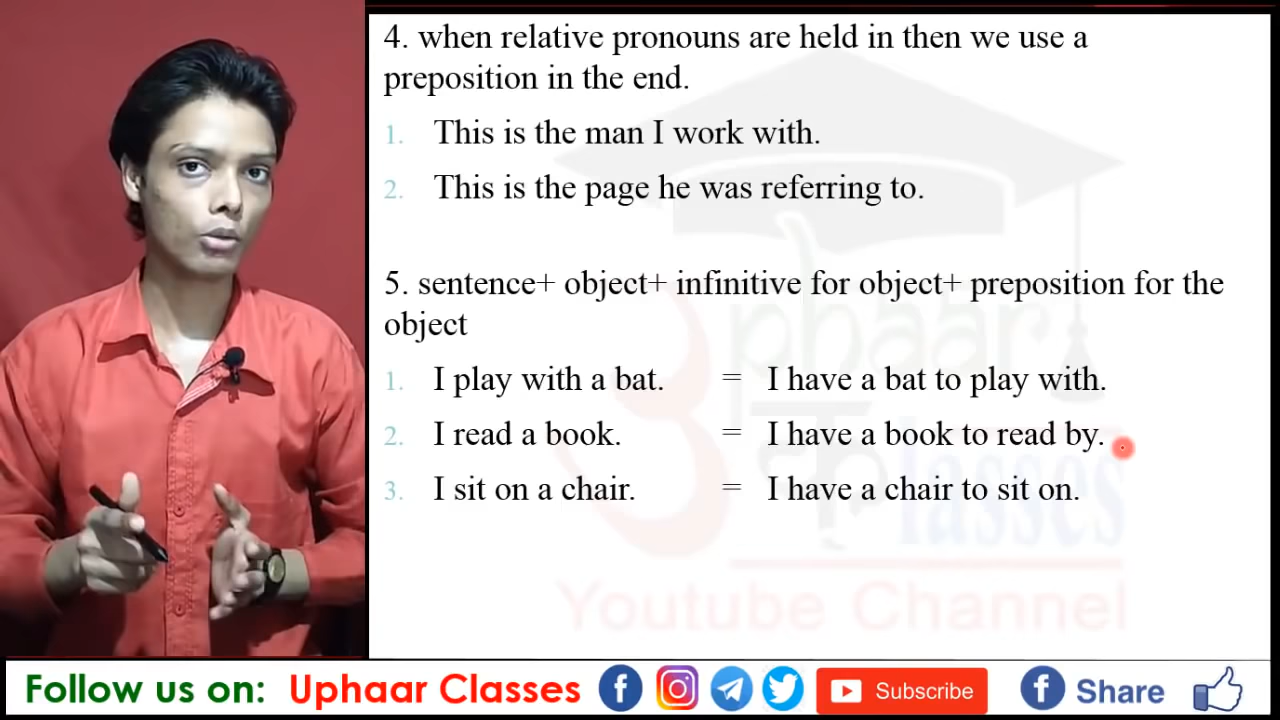 4. when relative pronouns are held in then we use a
preposition in the end.
1. This is the man I work with.
2. This is the page he was referring to.
5. sentence+ object+ infinitive for object+ preposition for the
object
1. I play with a bat. = I have a bat to play with.
2. I read a book. = I have a book to read by.
3. I sit on a chair. = I have a chair to sit on.
uphaar
classes
Youtube Channel
Follow us on: Uphaar Classes Subscribe Share